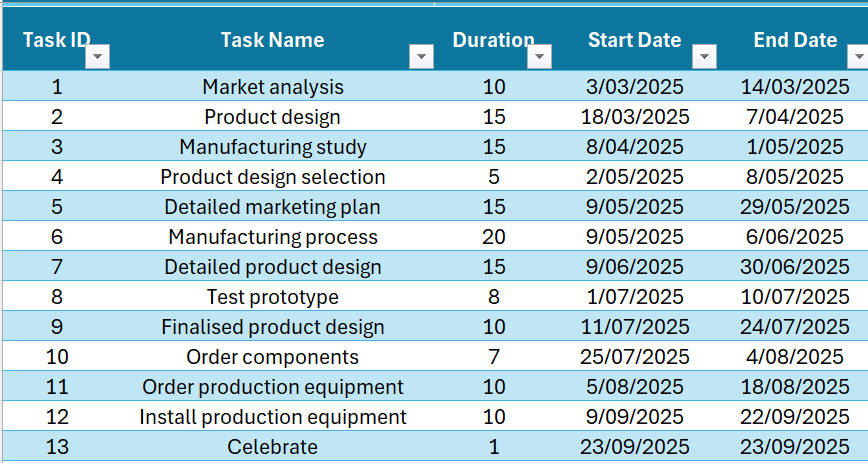 Task ID Task Name Duration Start Date End Date
1 Market analysis 10 3/03/2025 14/03/2025
2 Product design 15 18/03/2025 7/04/2025
3 Manufacturing study 15 8/04/2025 1/05/2025
4 Product design selection 5 2/05/2025 8/05/2025
5 Detailed marketing plan 15 9/05/2025 29/05/2025
6 Manufacturing process 20 9/05/2025 6/06/2025
7 Detailed product design 15 9/06/2025 30/06/2025
8 Test prototype 8 1/07/2025 10/07/2025
9 Finalised product design 10 11/07/2025 24/07/2025
10 Order components 7 25/07/2025 4/08/2025
11 Order production equipment 10 5/08/2025 18/08/2025
12 Install production equipment 10 9/09/2025 22/09/2025
13 Celebrate 1 23/09/2025 23/09/2025